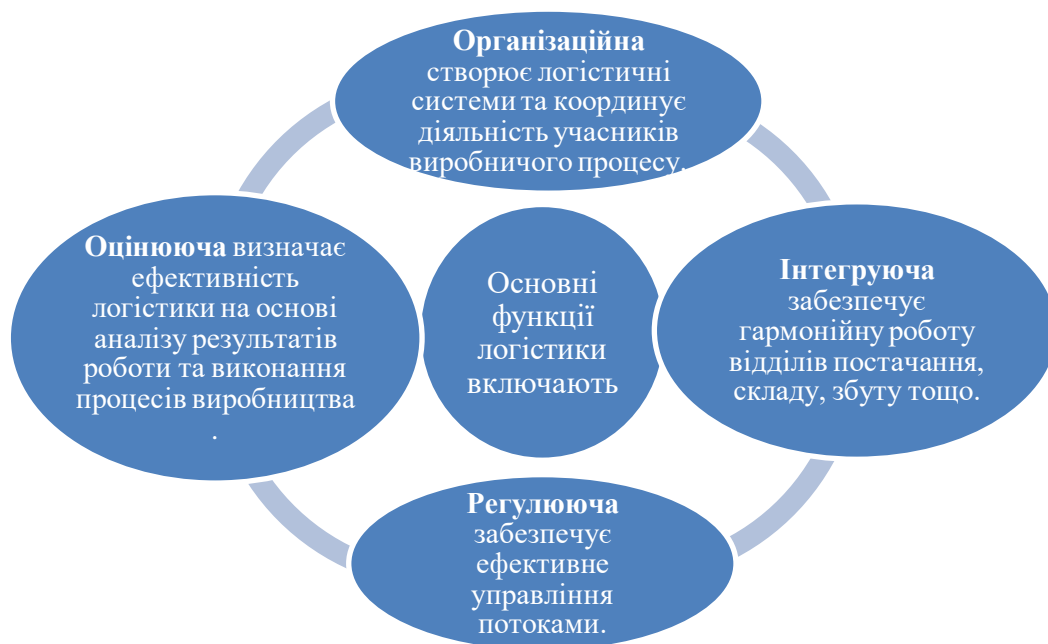 Організаційна
створює логістичні
системи та координує
діяльність учасників
виробничого процесу.
Оцінююча визначає
ефективність
логістики на основі
аналізу результатів
роботи та виконання
процесів виробництва
.
Основні
функції
логістики
включають
Інтегруюча
забезпечує
гармонійну роботу
відділів постачання,
складу, збуту тощо.
Регулююча
забезпечує
ефективне
управління
потоками.